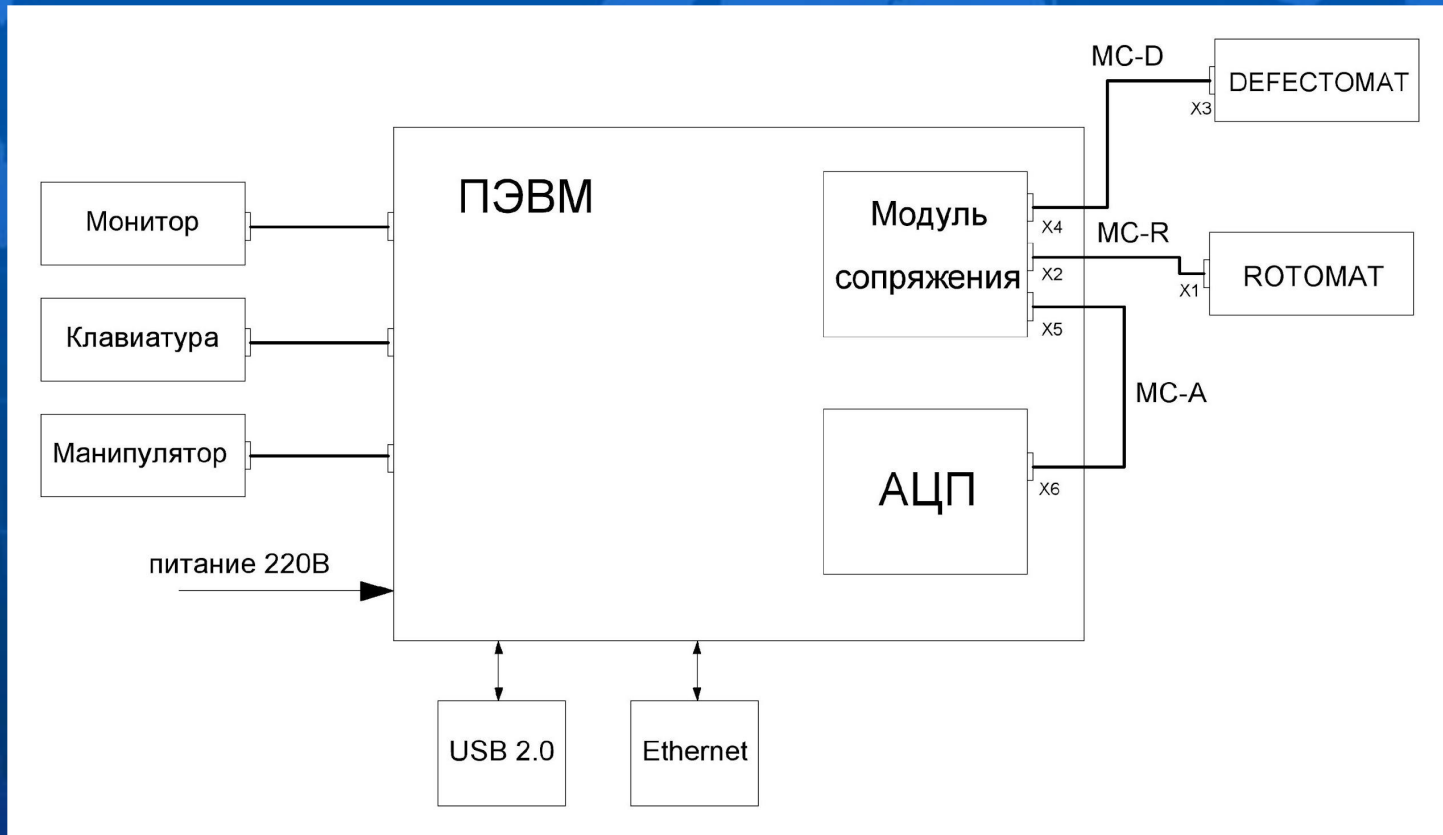 MC-D
DEFECTOMAT
X3
ПЭВМ
Монитор
Модуль
сопряжения
X4
MC-R
X2
X1
ROTOMAT
X5
Клавиатура
MC-A
Манипулятор
АЦП
X6
питание 220В
USB 2.0
Ethernet